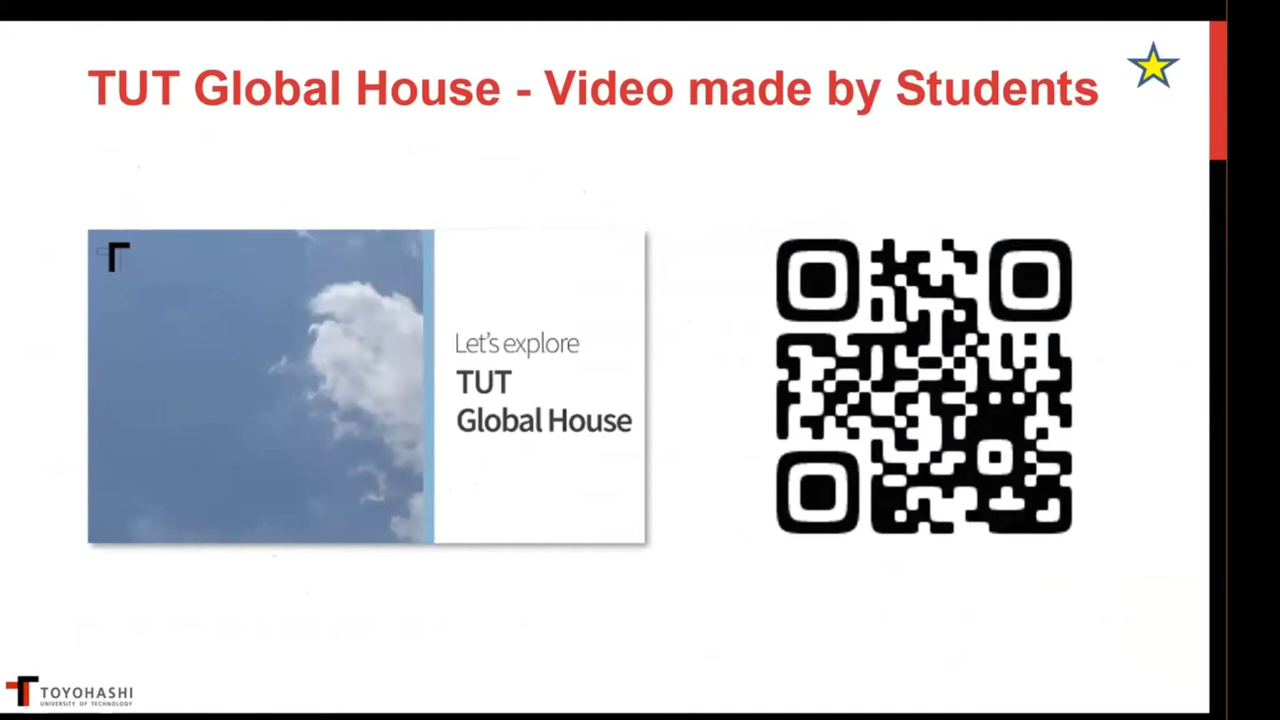 TUT Global House - Video made by Students
Let's explore
TUT
Global House
TOYOHASHI
UNIVERSITY OF TECHNOLOGY